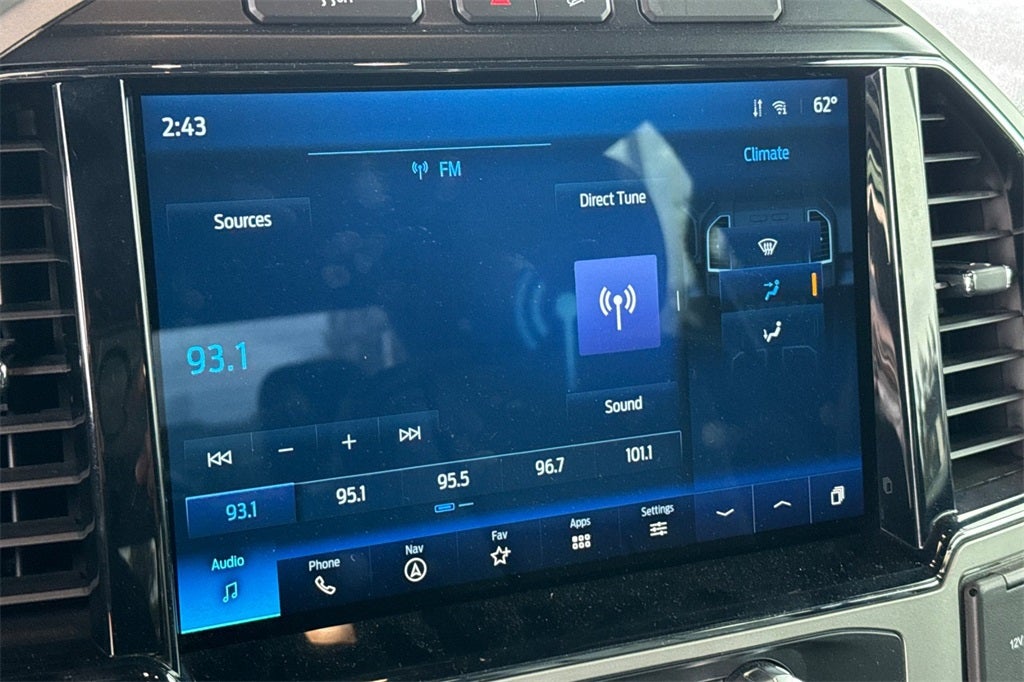 2:43
62°
FM
Climate
Sources
Direct Tune
93.1
Sound
93.1 95.1 95.5 96.7 101.1
Audio Phone Nav Fav Apps Settings
12V